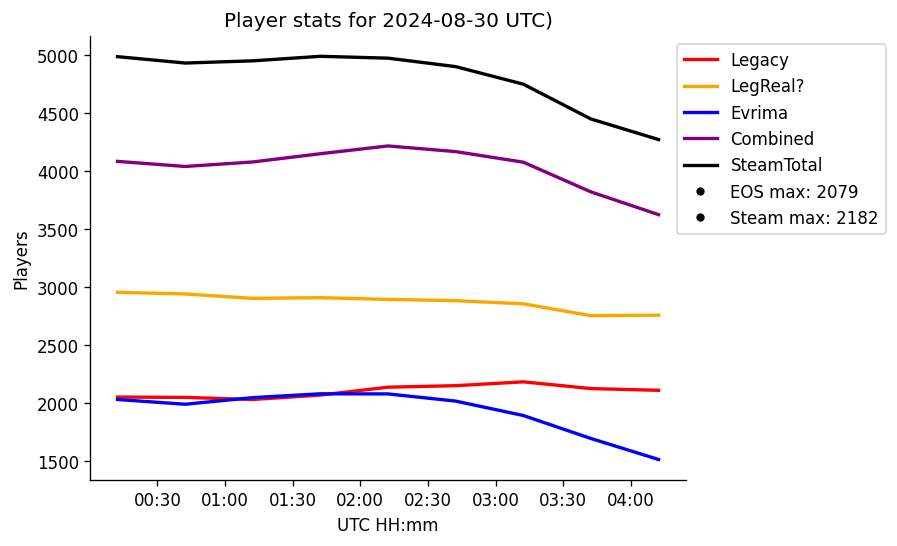 Player stats for 2024-08-30 UTC)
5000
4500
4000
3500
3000
2500
2000
1500
Players
00:30 01:00 01:30 02:00 02:30 03:00 03:30 04:00
UTC HH:mm
Legacy
LegReal?
Evrima
Combined
SteamTotal
EOS max: 2079
Steam max: 2182